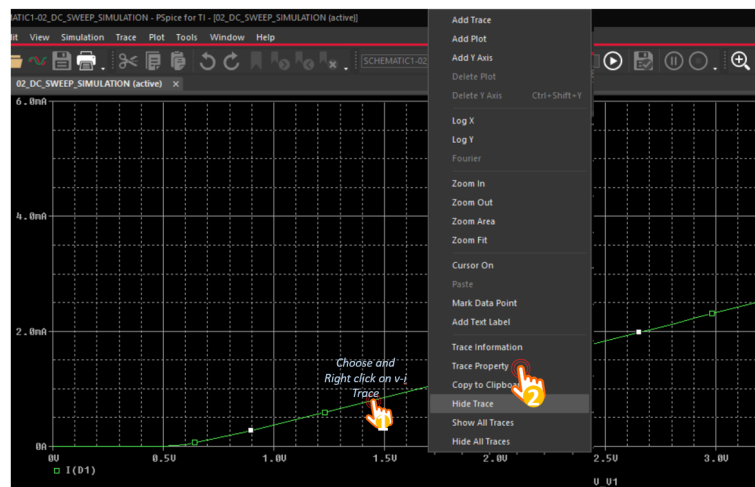 MATIC1-02_DC_SWEEP_SIMULATION - PSpice for TI - [02_DC_SWEEP_SIMULATION (active)]
dit View Simulation Trace Plot Tools Window Help
SCHEMATIC1-02
02_DC_SWEEP_SIMULATION (active) ×
6.0mA
4.0mA
2.0mA
0A
0V 0.5V 1.0V 1.5V 2.0V 2.5V 3.0V
I(D1)
V_V1
Choose and
Right click on v-i
Trace
1
Add Trace
Add Plot
Add Y Axis
Delete Plot
Delete Y Axis Ctrl+Shift+Y
Log X
Log Y
Fourier
Zoom In
Zoom Out
Zoom Area
Zoom Fit
Cursor On
Paste
Mark Data Point
Add Text Label
Trace Information
Trace Property
Copy to Clipboa
2
Hide Trace
Show All Traces
Hide All Traces